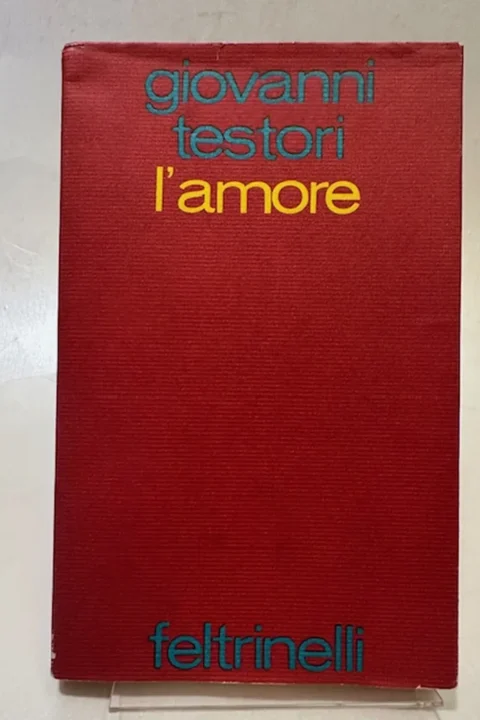 giovanni
testori
l'amore
feltrinelli